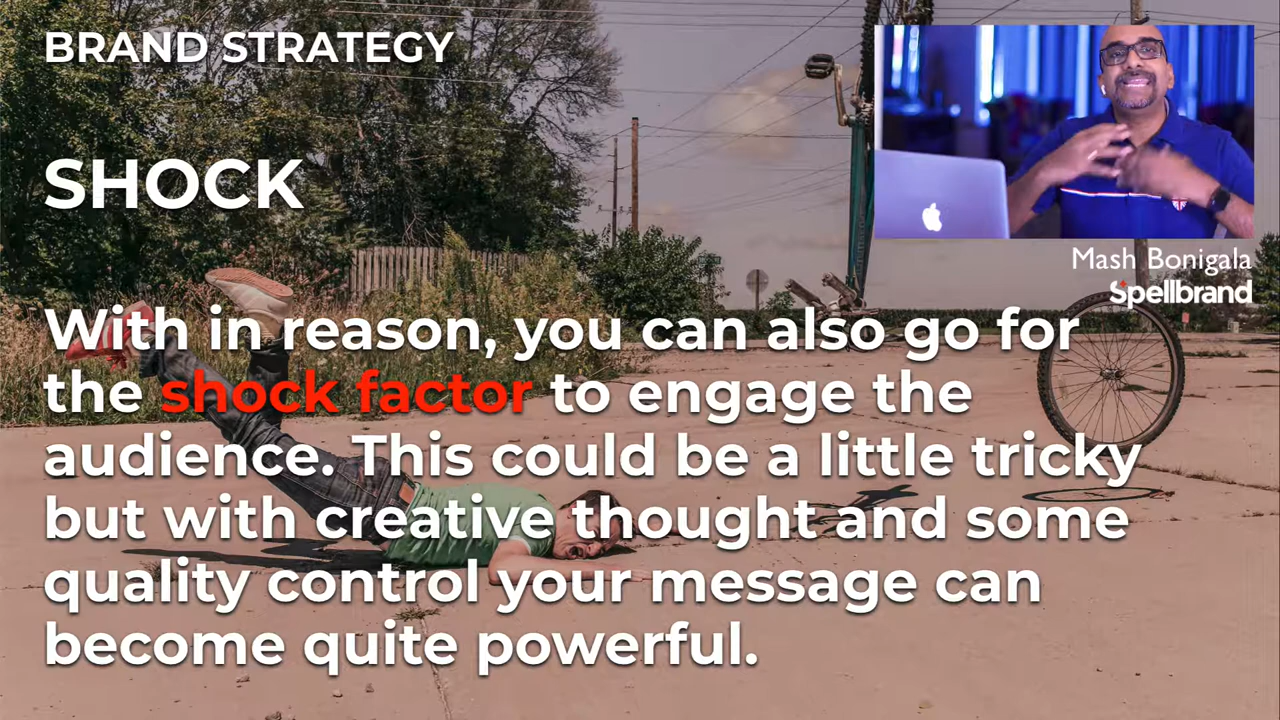 BRAND STRATEGY
SHOCK
Mash Bonigala
Spellbrand
With in reason, you can also go for
the shock factor to engage the
audience. This could be a little tricky
but with creative thought and some
quality control your message can
become quite powerful.